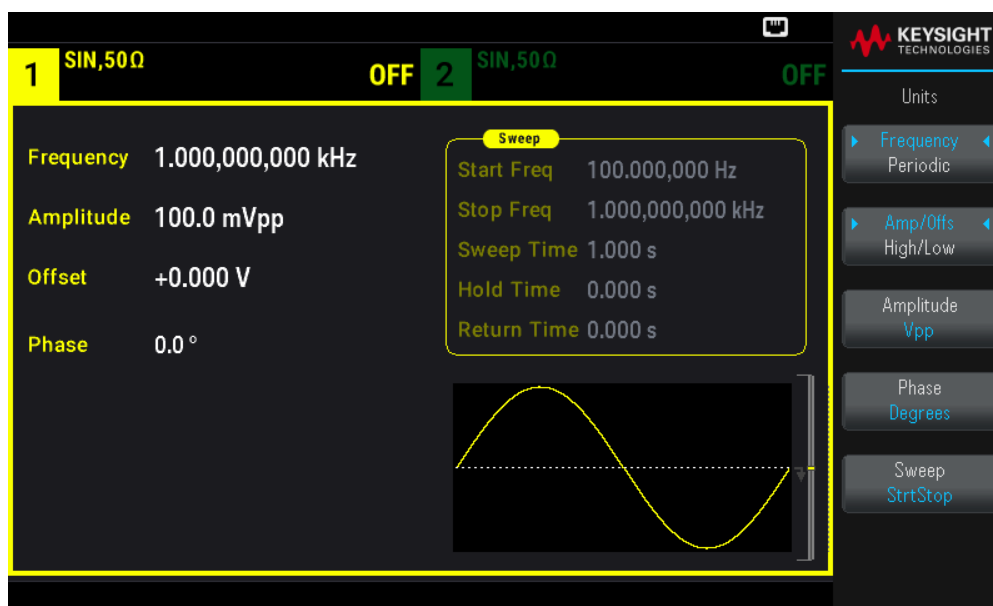 KEYSIGHT
TECHNOLOGIES
1 SIN,50Ω OFF 2 SIN,50Ω OFF
Units
Frequency 1.000,000,000 kHz
Amplitude 100.0 mVpp
Offset +0.000 V
Phase 0.0 °
Sweep
Start Freq 100.000,000 Hz
Stop Freq 1.000,000,000 kHz
Sweep Time 1.000 s
Hold Time 0.000 s
Return Time 0.000 s
Frequency
Periodic
Amp/Offs
High/Low
Amplitude
Vpp
Phase
Degrees
Sweep
StrtStop